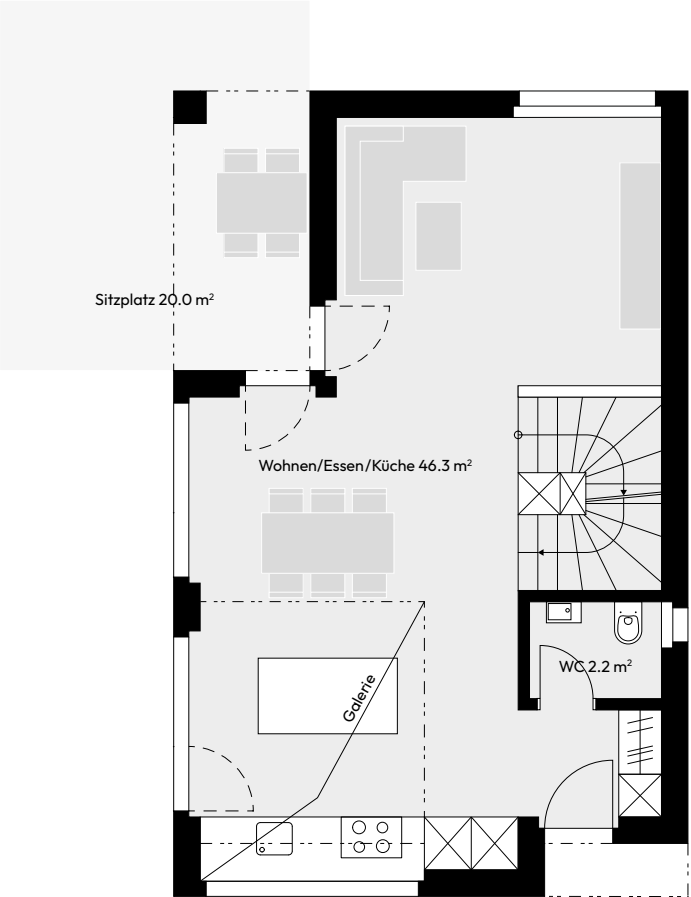 Sitzplatz 20.0 m²
Wohnen/Essen/Küche 46.3 m²
WC 2.2 m²
Galerie